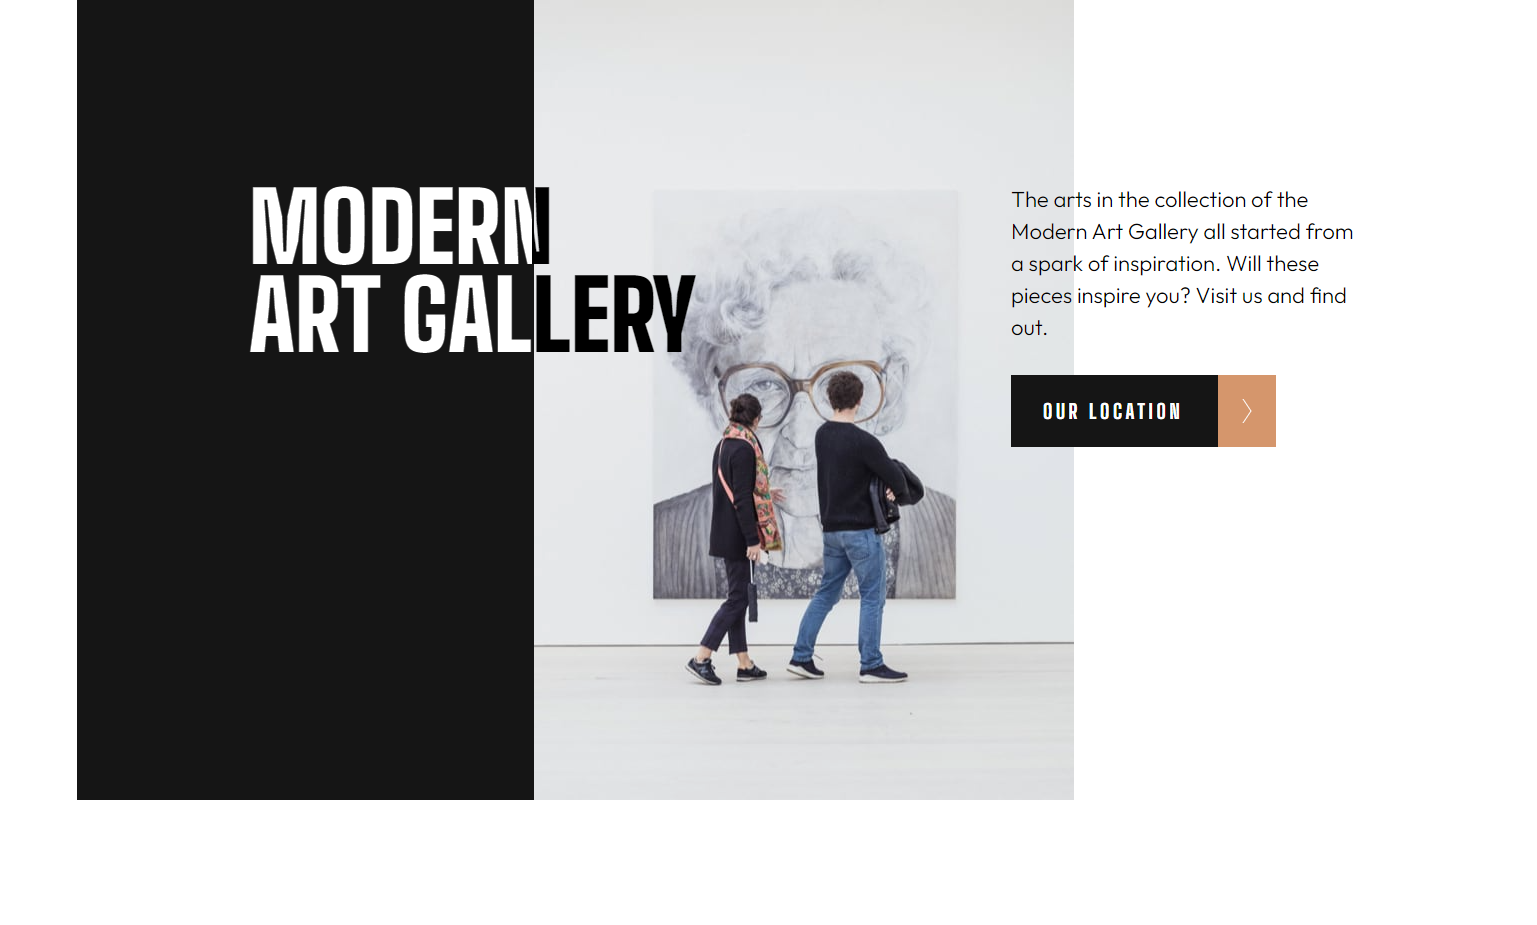 MODERN
ART GALLERY
The arts in the collection of the
Modern Art Gallery all started from
a spark of inspiration. Will these
pieces inspire you? Visit us and find
out.
OUR LOCATION